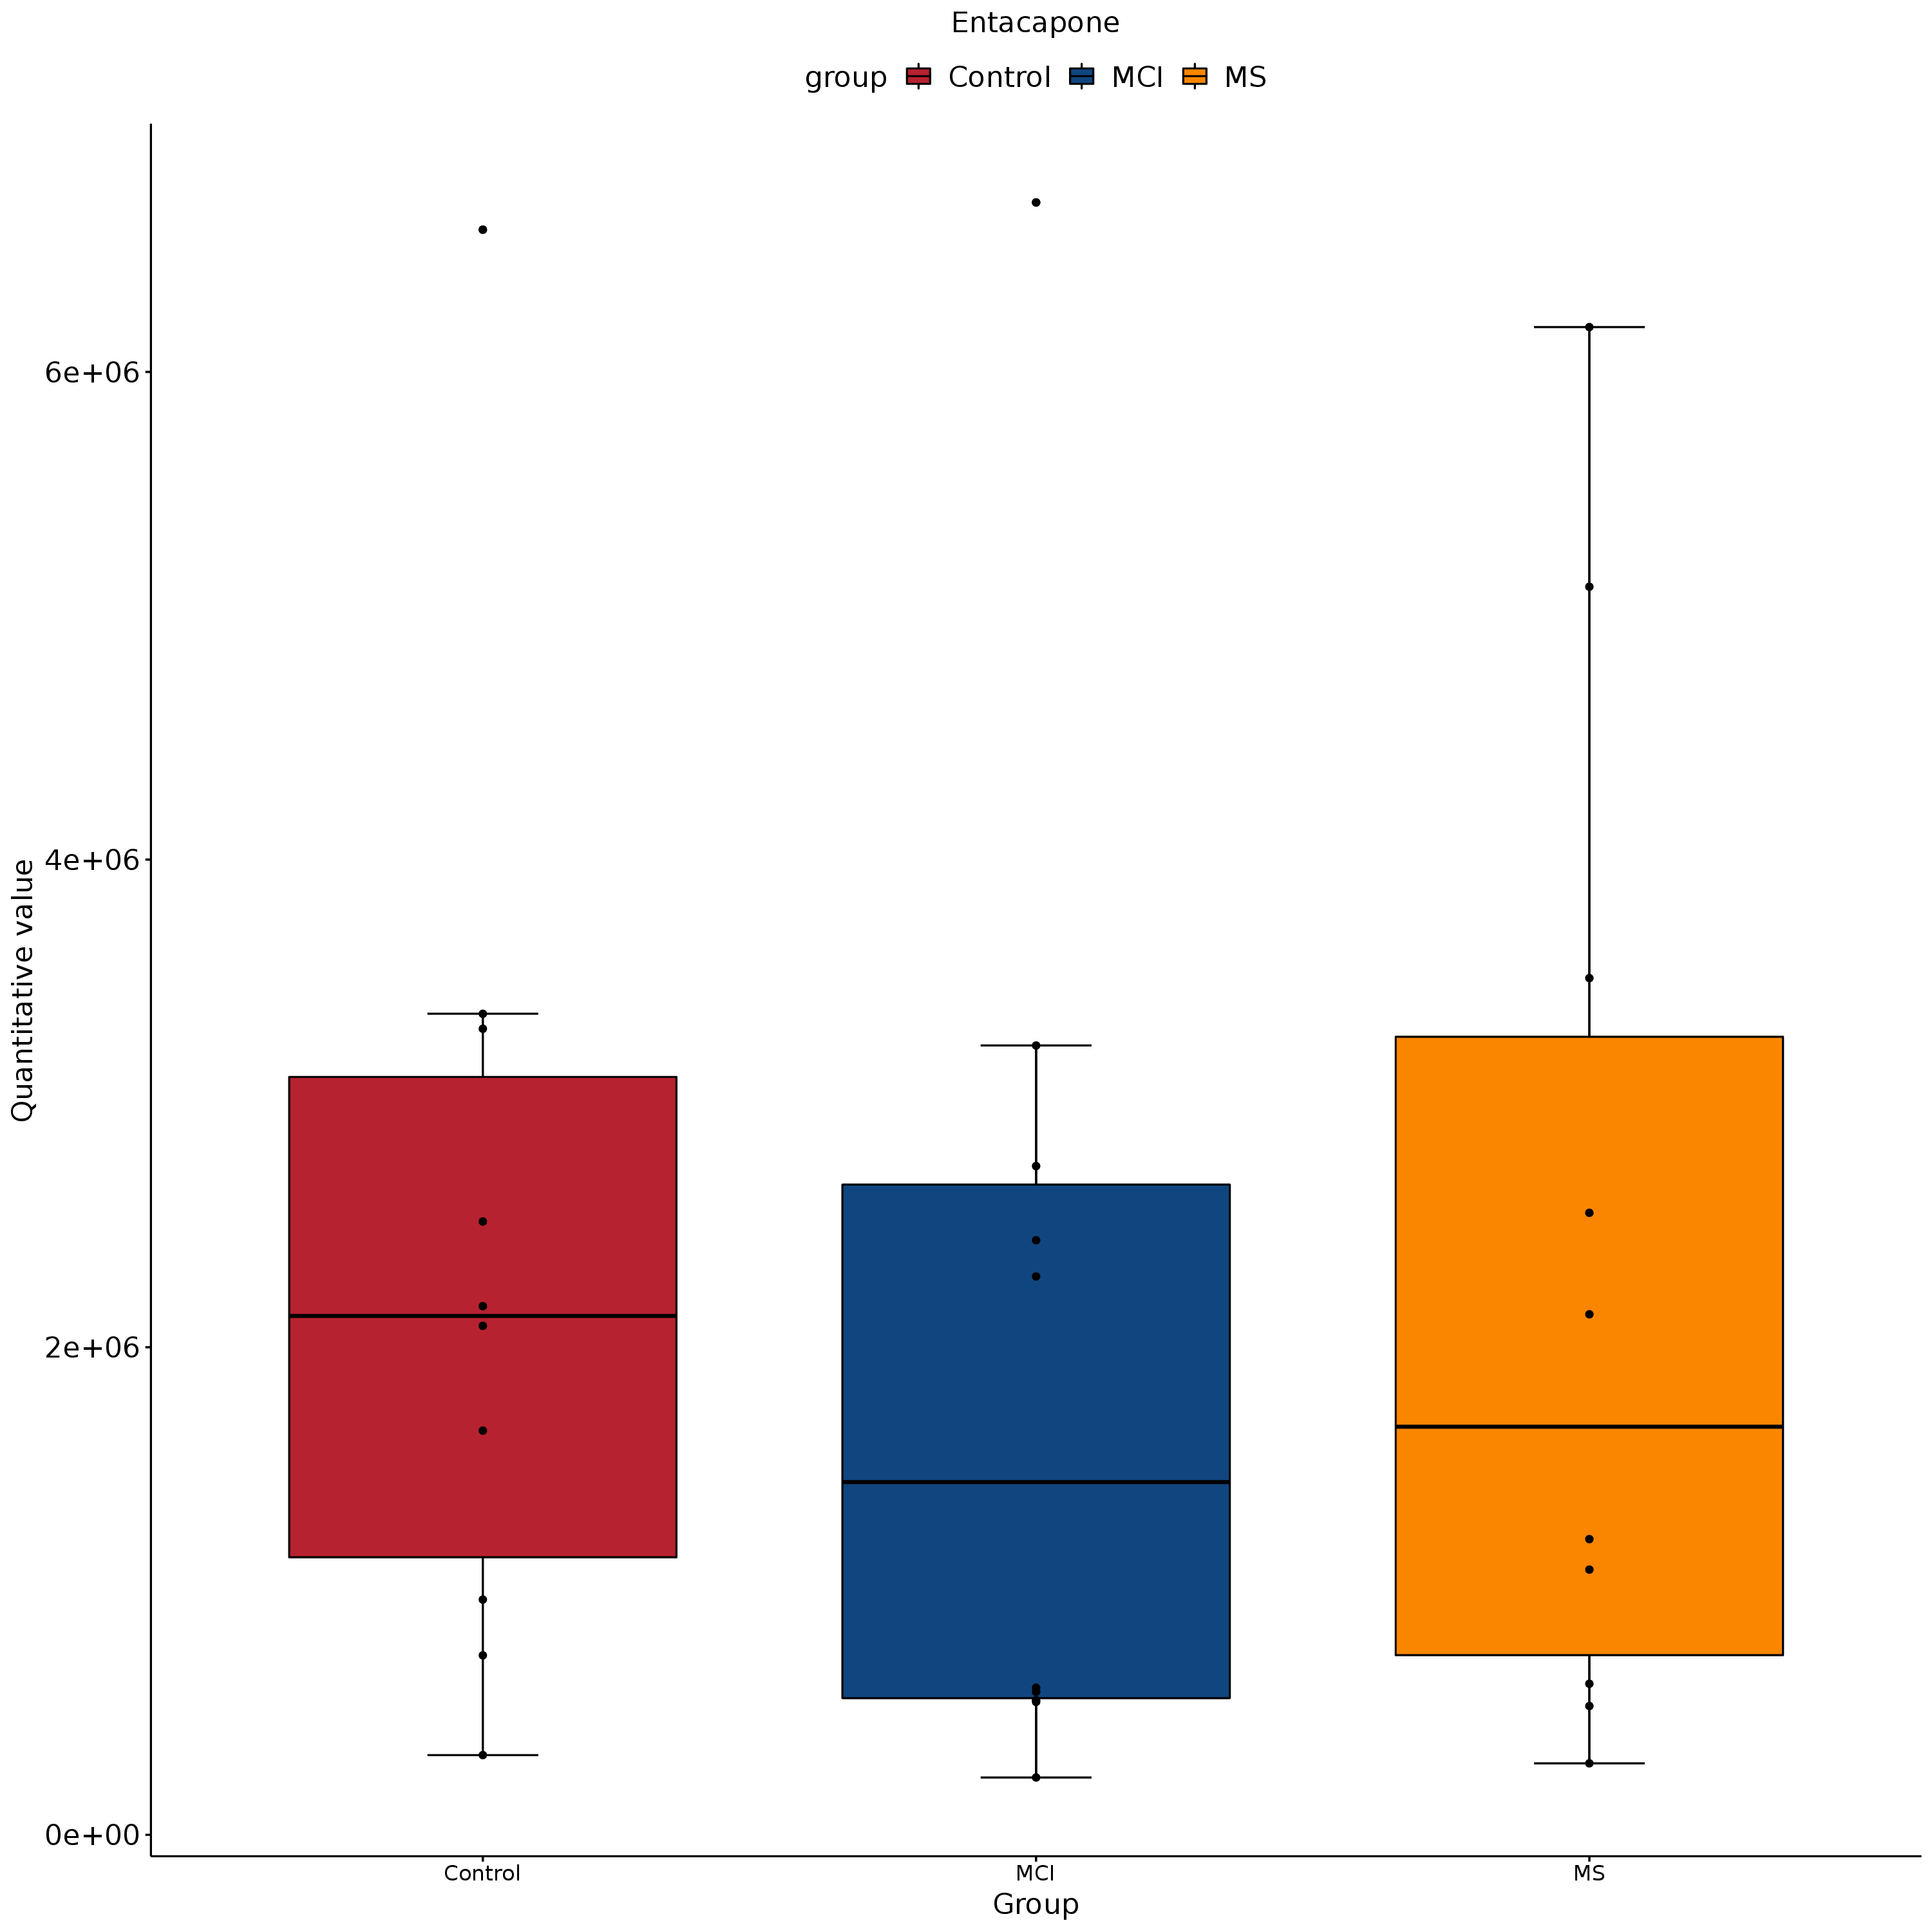 Entacapone
group Control MCI MS
Quantitative value
6e+06
4e+06
2e+06
0e+00
Control MCI MS
Group